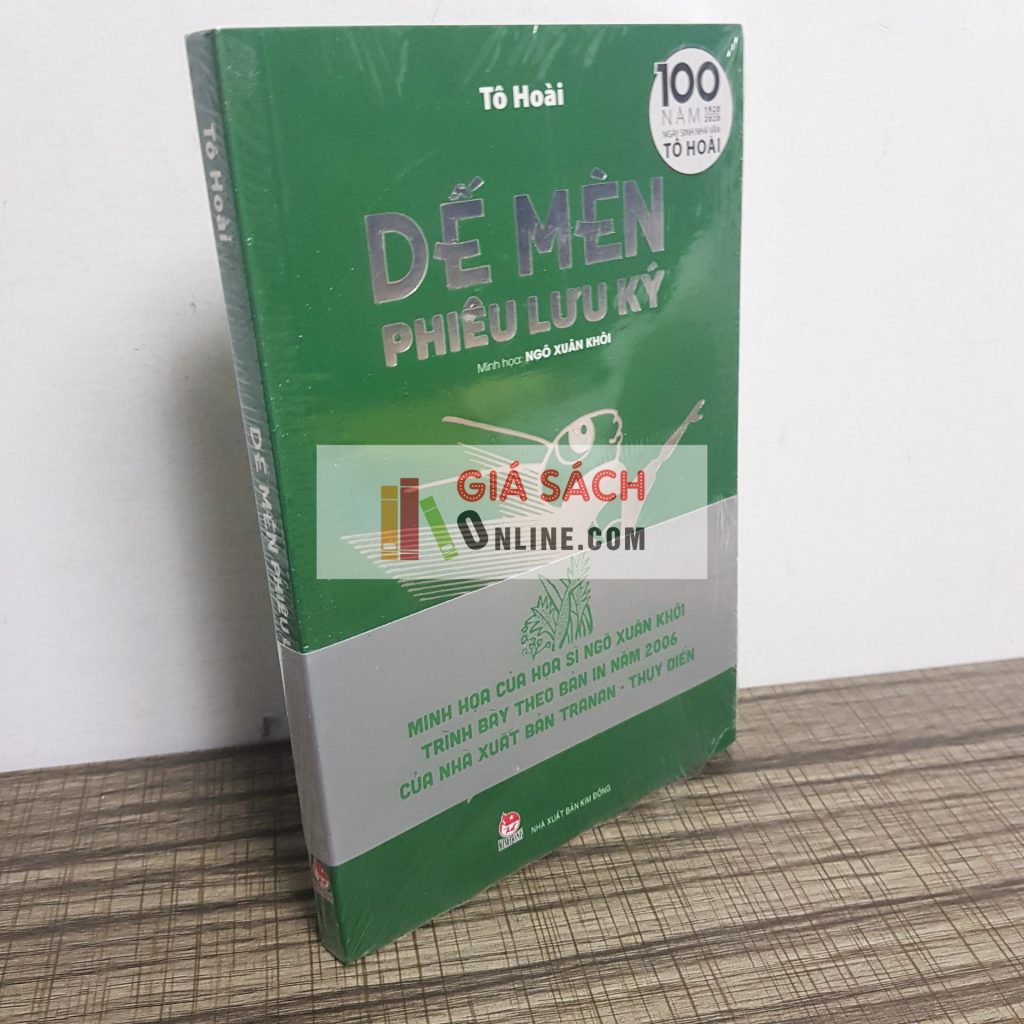 Tô Hoài
100
NĂM 1920 2020
NGÀY SINH NHÀ VĂN
TÔ HOÀI
DẾ MÈN
PHIÊU LƯU KÝ
Minh họa: NGÔ XUÂN KHÔI
GIÁ SÁCH
ONLINE.COM
MINH HỌA CỦA HỌA SĨ NGÔ XUÂN KHÔI
TRÌNH BÀY THEO BẢN IN NĂM 2006
CỦA NHÀ XUẤT BẢN TRANAN - THỤY ĐIỂN
KIM ĐỒNG
NHÀ XUẤT BẢN KIM ĐỒNG
Tô Hoài
DẾ MÈN PHIÊU